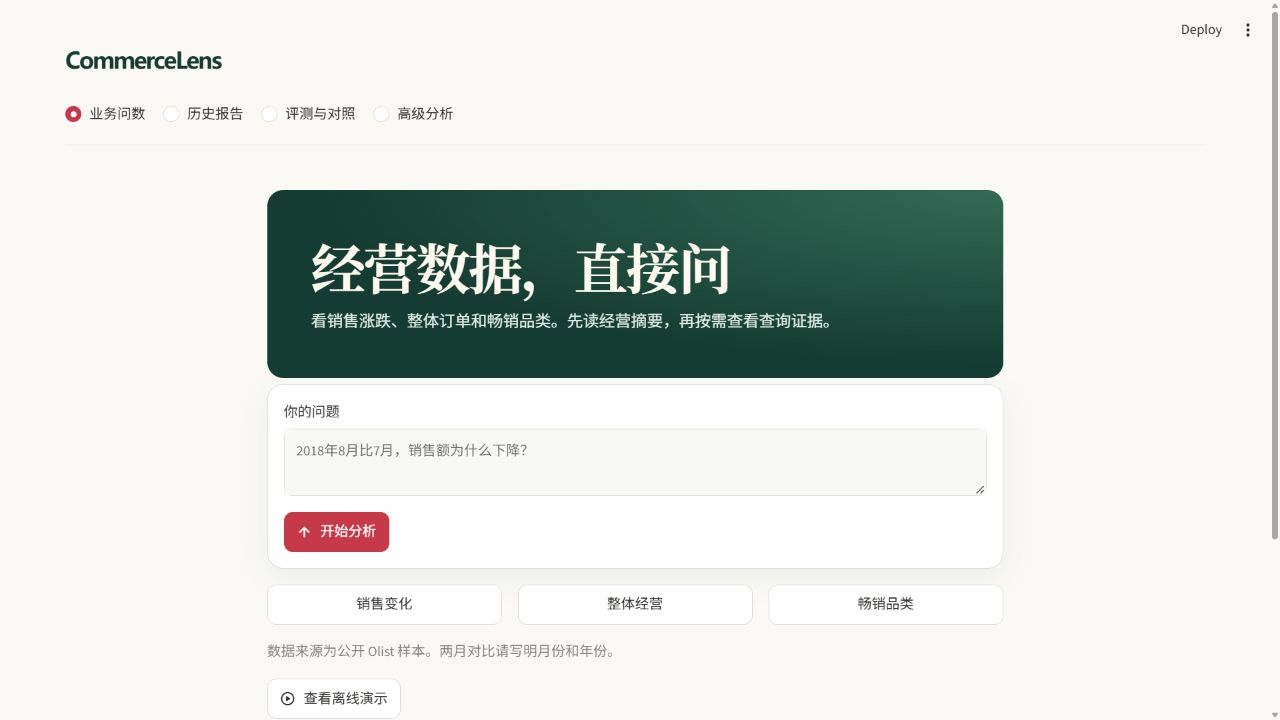 Deploy
CommerceLens
业务问数
历史报告
评测与对照
高级分析
经营数据，直接问
看销售涨跌、整体订单和畅销品类。先读经营摘要，再按需查看查询证据。
你的问题
2018年8月比7月，销售额为什么下降？
开始分析
销售变化
整体经营
畅销品类
数据来源为公开 Olist 样本。两月对比请写明月份和年份。
查看离线演示